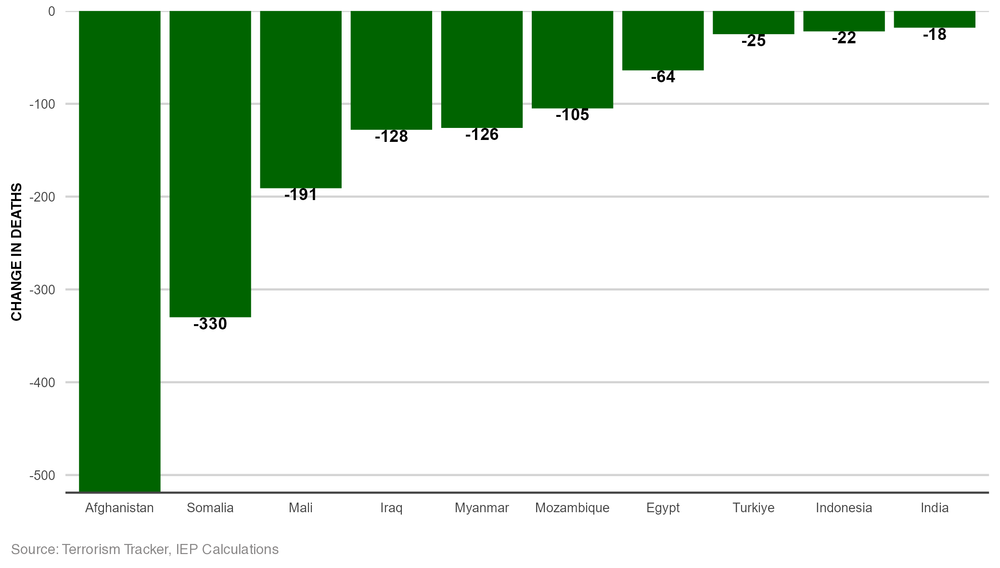 CHANGE IN DEATHS
0
-100
-200
-300
-400
-500
-330
-191
-128
-126
-105
-64
-25
-22
-18
Afghanistan
Somalia
Mali
Iraq
Myanmar
Mozambique
Egypt
Turkiye
Indonesia
India
Source: Terrorism Tracker, IEP Calculations